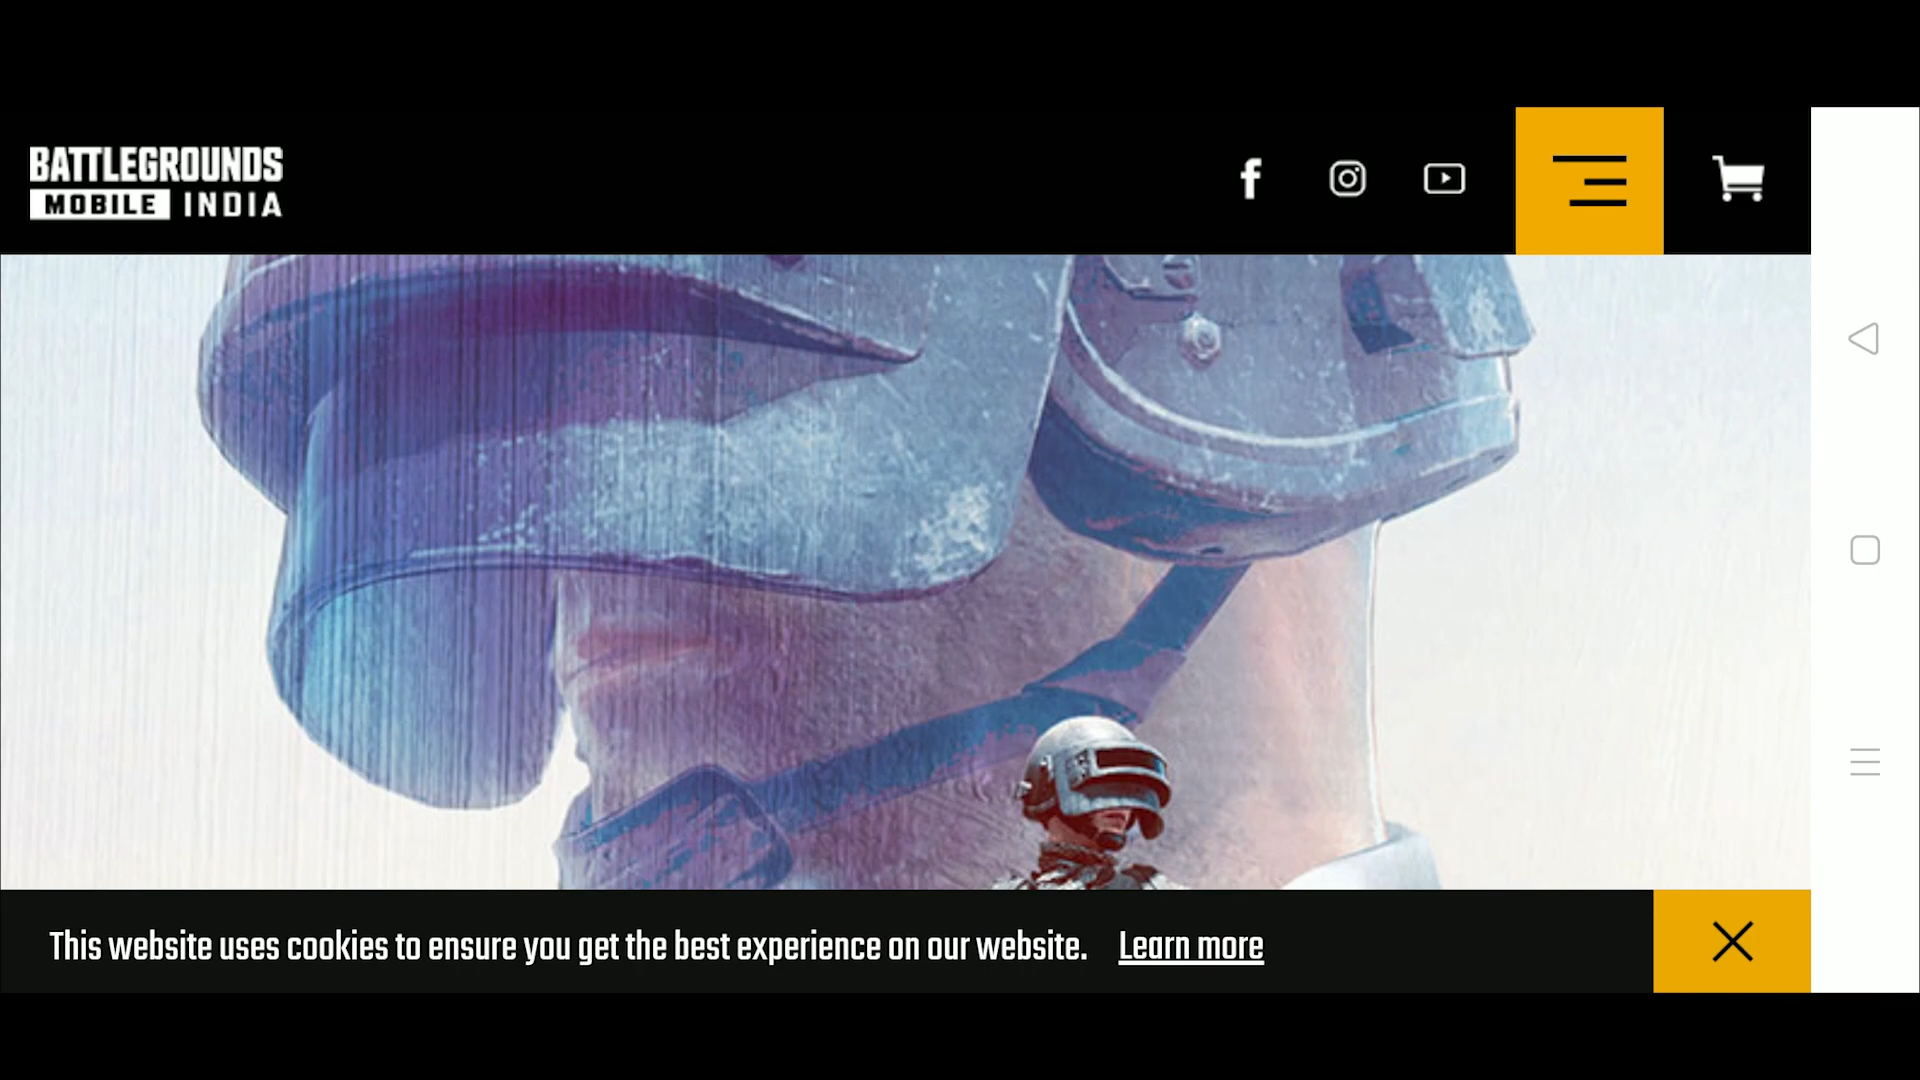 BATTLEGROUNDS
MOBILE INDIA
This website uses cookies to ensure you get the best experience on our website. Learn more